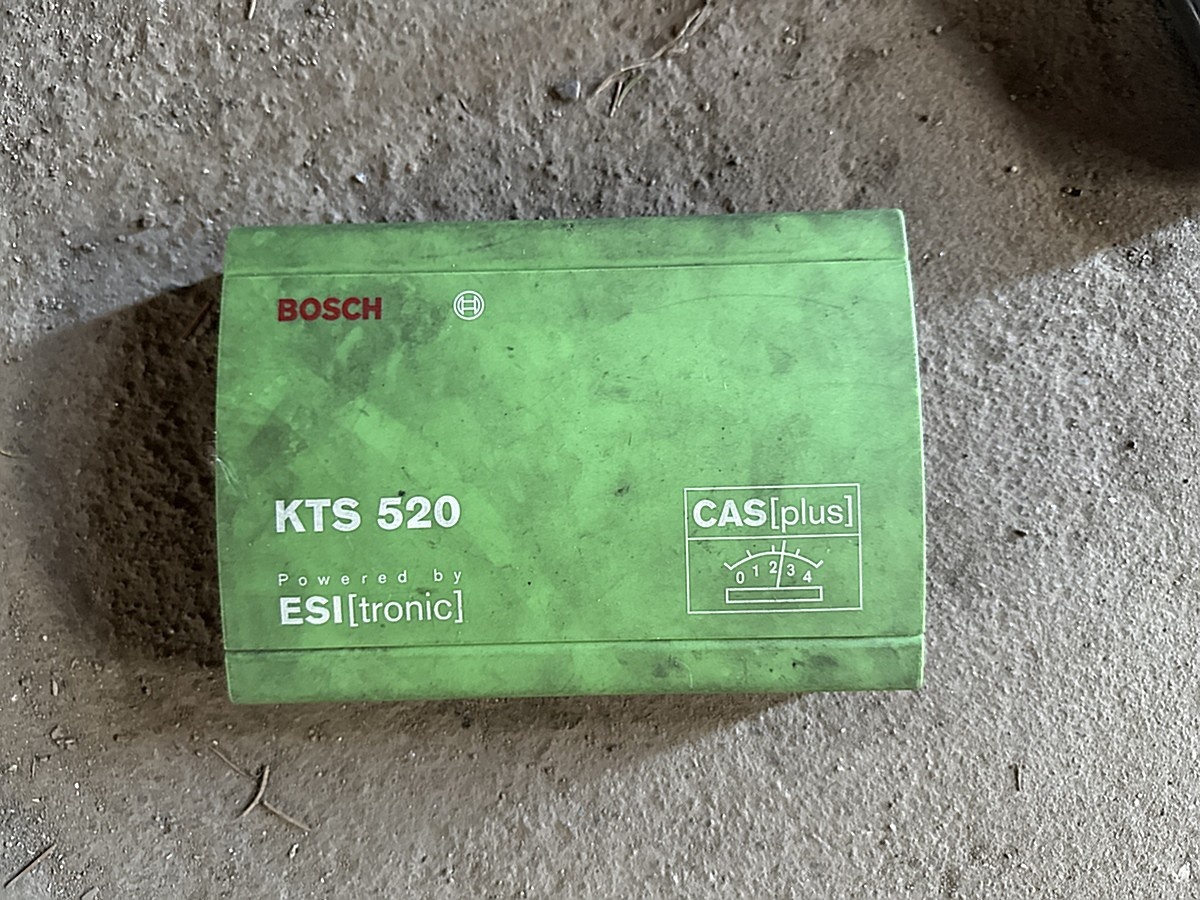 BOSCH
KTS 520
Powered by
ESI[tronic]
CAS[plus]
0 1 2 3 4